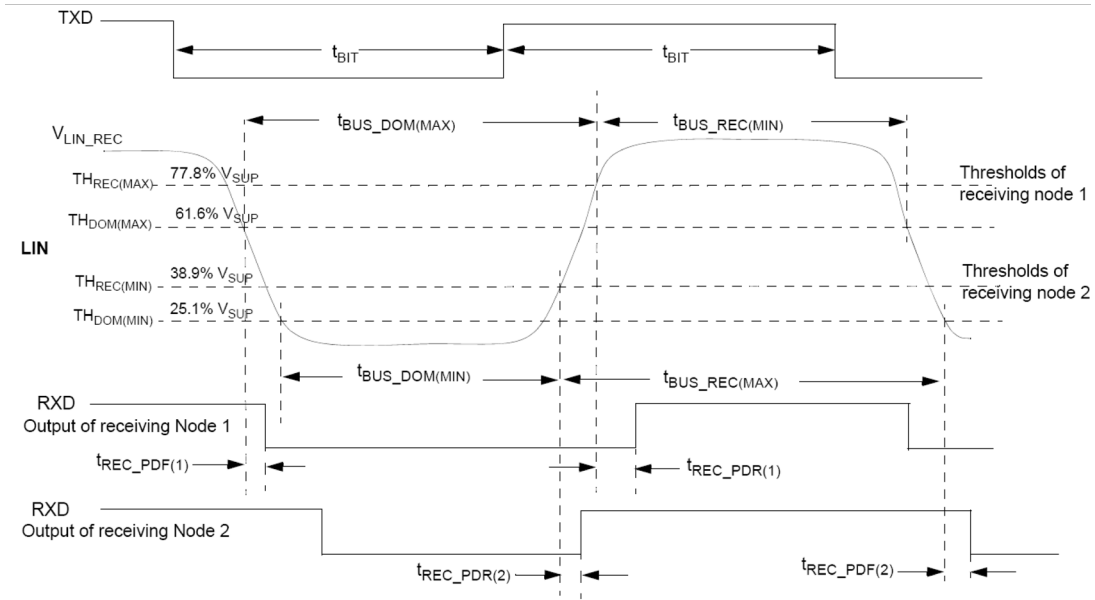 TXD
tBIT
tBIT
tBUS_DOM(MAX)
tBUS_REC(MIN)
VLIN_REC
THREC(MAX) 77.8% VSUP
Thresholds of
receiving node 1
THDOM(MAX) 61.6% VSUP
LIN
THREC(MIN) 38.9% VSUP
Thresholds of
receiving node 2
THDOM(MIN) 25.1% VSUP
tBUS_DOM(MIN)
tBUS_REC(MAX)
RXD
Output of receiving Node 1
tREC_PDF(1)
tREC_PDR(1)
RXD
Output of receiving Node 2
tREC_PDR(2)
tREC_PDF(2)